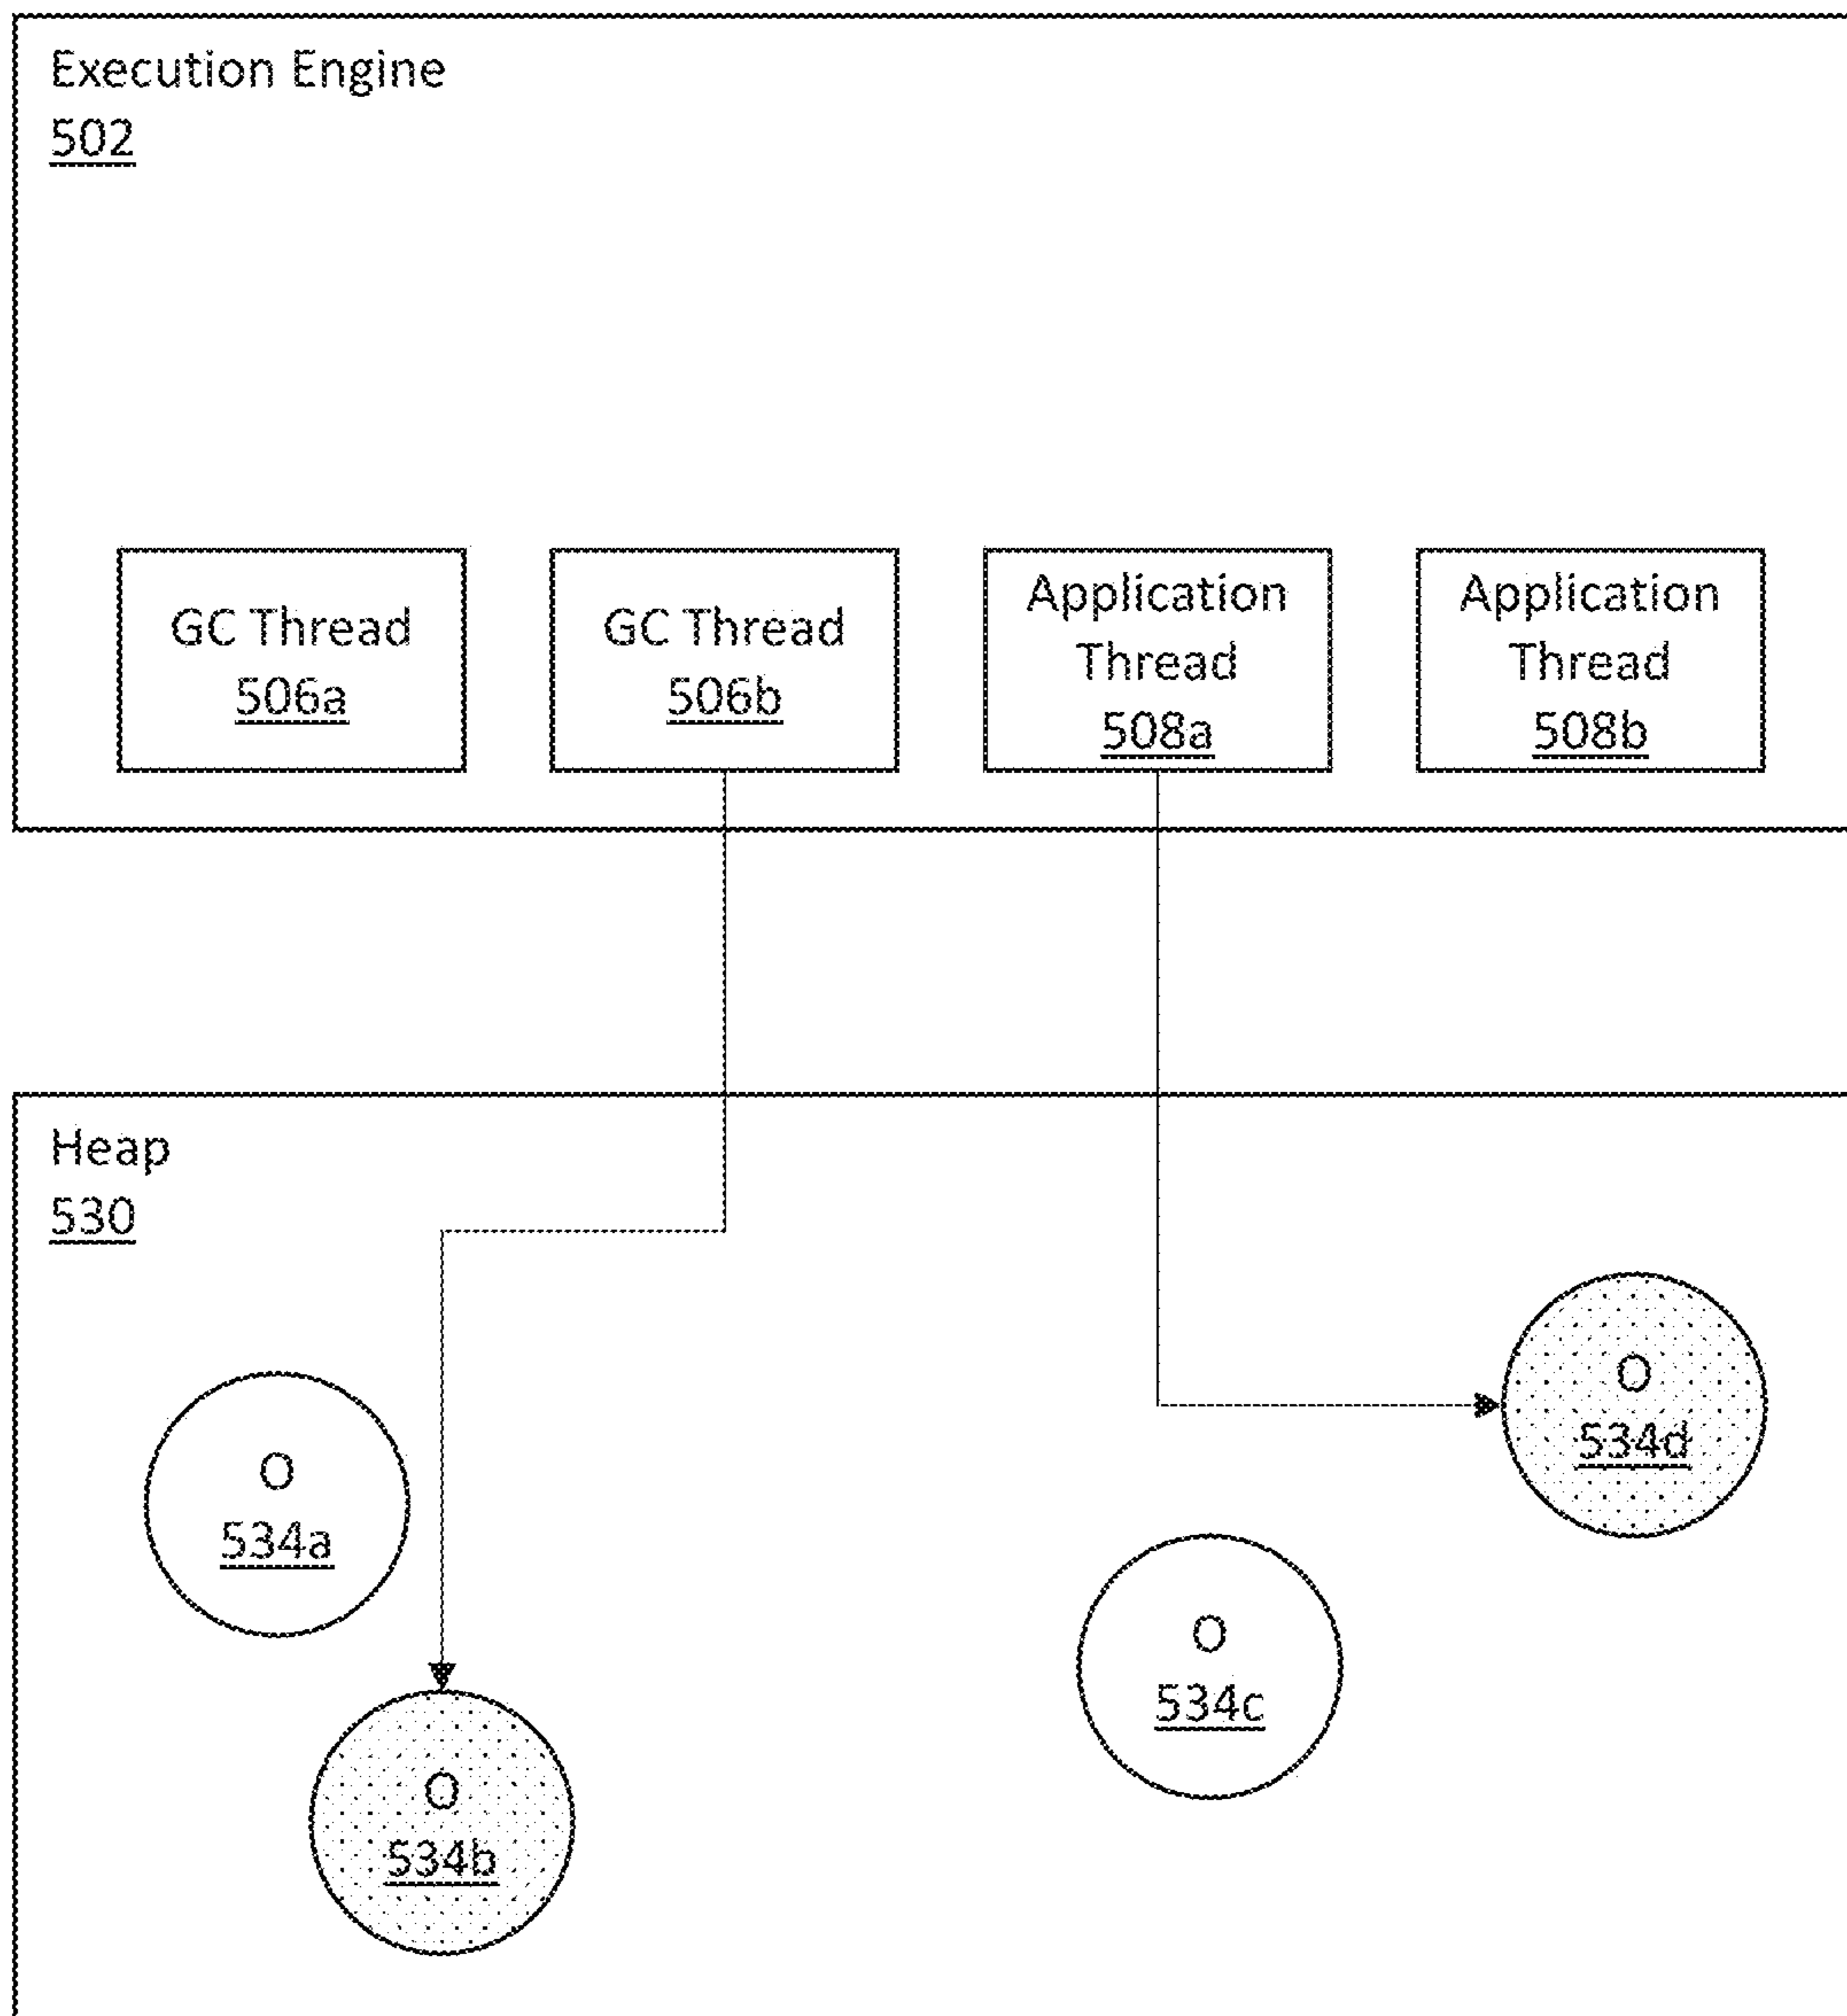 Execution Engine
502
GC Thread
506a
GC Thread
506b
Application
Thread
508a
Application
Thread
508b
Heap
530
O
534a
O
534b
O
534c
O
534d